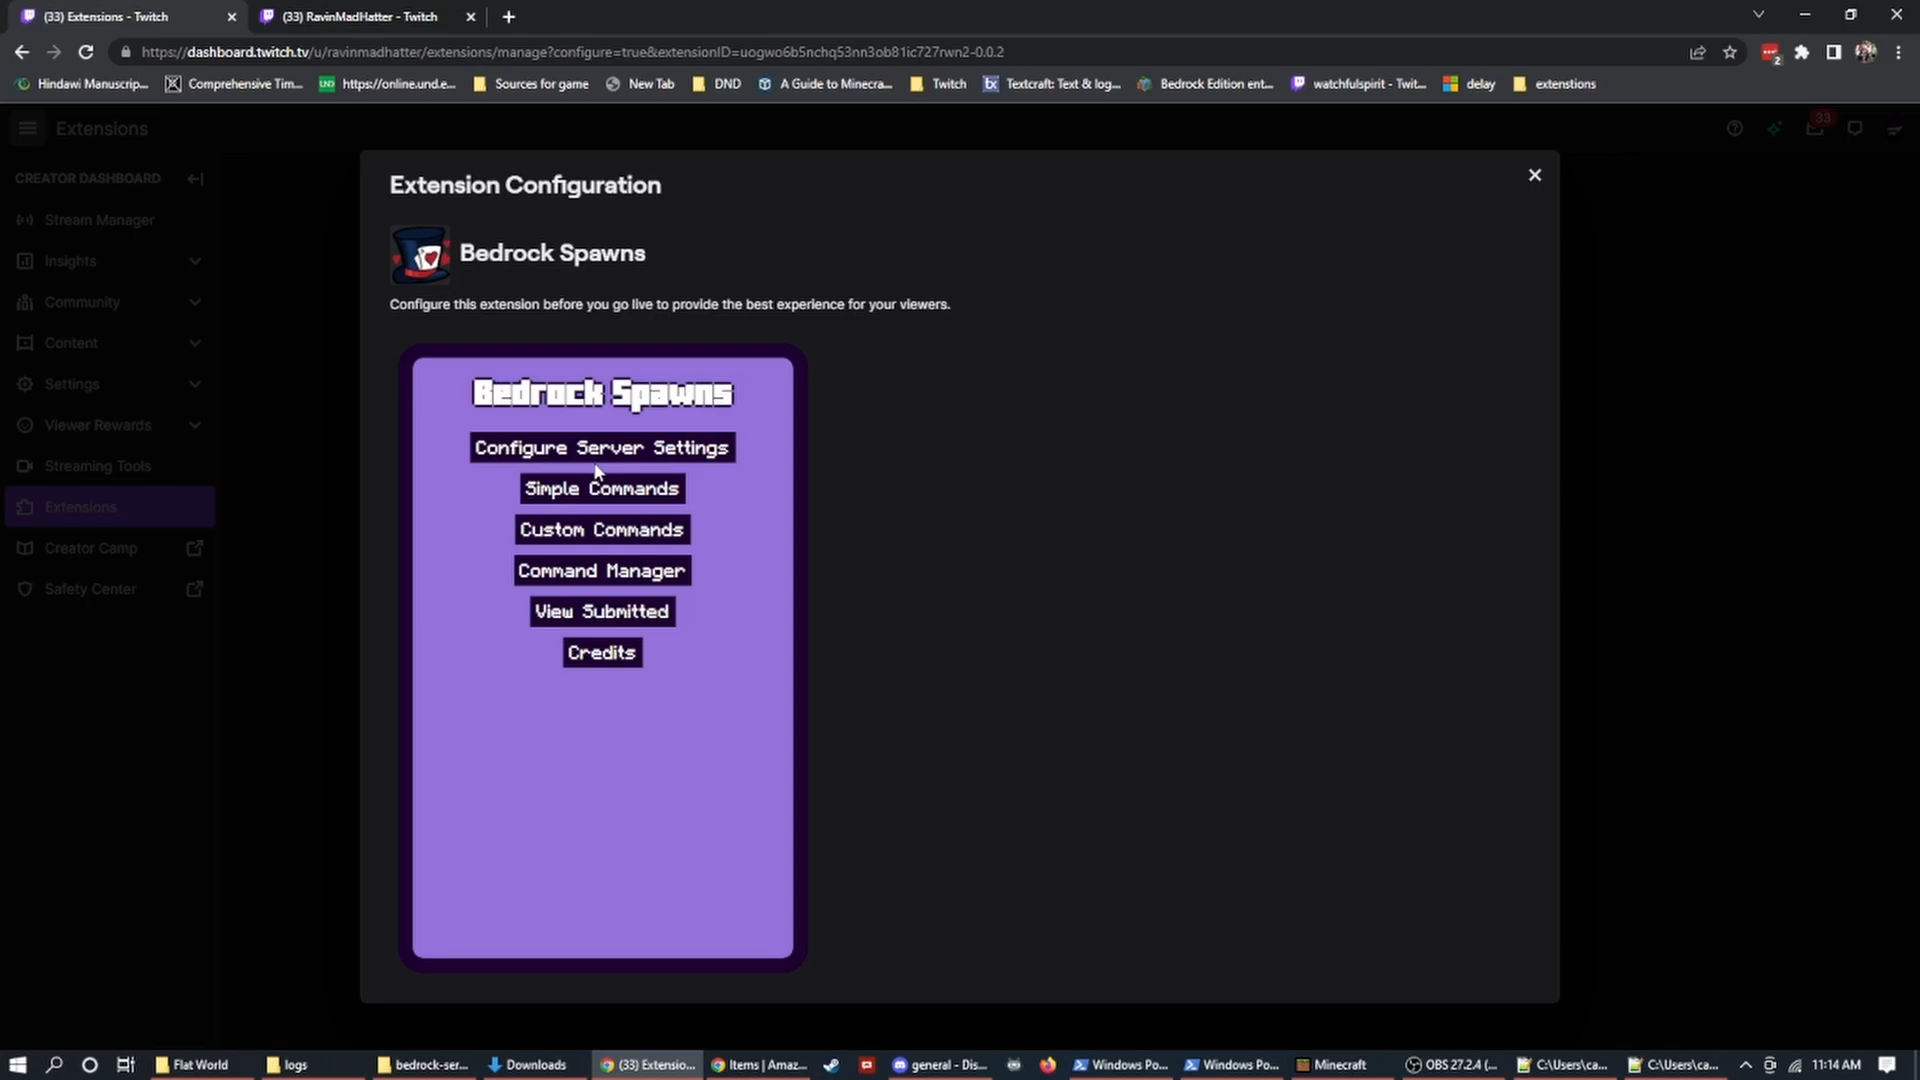 (33) Extensions - Twitch
(33) RavinMadHatter - Twitch
https://dashboard.twitch.tv/u/ravinmadhatter/extensions/manage?configure=true&extensionID=uogwo6b5nchq53nn3ob81ic727rwn2-0.0.2
2
Hindawi Manuscrip...
Comprehensive Tim...
https://online.und.e...
Sources for game
New Tab
DND
A Guide to Minecra...
Twitch
Textcraft: Text & log...
Bedrock Edition ent...
watchfulspirit - Twit...
delay
extenstions
Extensions
33
CREATOR DASHBOARD
Stream Manager
Insights
Community
Content
Settings
Viewer Rewards
Streaming Tools
Extensions
Creator Camp
Safety Center
Extension Configuration
Bedrock Spawns
Configure this extension before you go live to provide the best experience for your viewers.
Bedrock Spawns
Configure Server Settings
Simple Commands
Custom Commands
Command Manager
View Submitted
Credits
Flat World
logs
bedrock-ser...
Downloads
(33) Extensio...
Items | Amaz...
general - Dis...
Windows Po...
Windows Po...
Minecraft
OBS 27.2.4 (...
C:\Users\ca...
C:\Users\ca...
11:14 AM